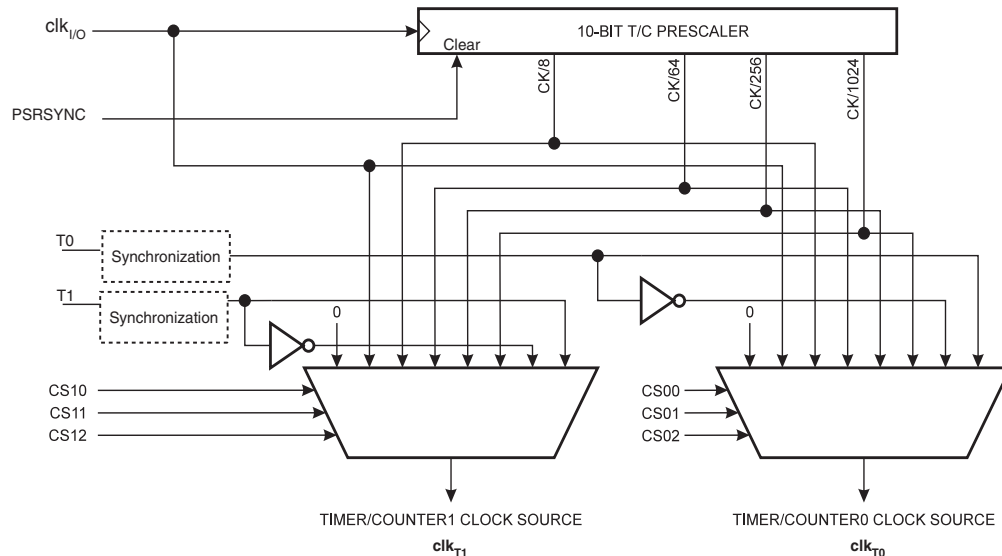 clk I/O
10-BIT T/C PRESCALER
Clear
CK/8
CK/64
CK/256
CK/1024
PSRSYNC
T0
Synchronization
T1
Synchronization
0
0
CS10
CS11
CS12
CS00
CS01
CS02
TIMER/COUNTER1 CLOCK SOURCE
clkT1
TIMER/COUNTER0 CLOCK SOURCE
clkT0